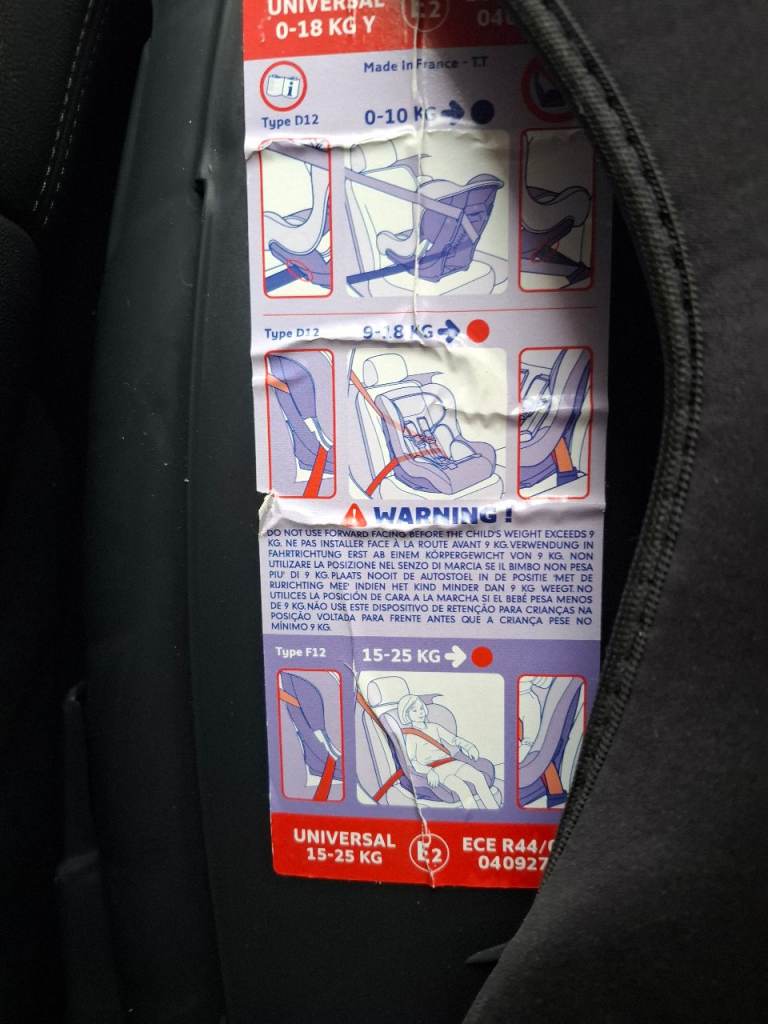 UNIVERSAL
0-18 KG Y
E2
040
Made In France - T.T
Type D12
0-10 KG
Type D12
9-18 KG
WARNING !
DO NOT USE FORWARD FACING BEFORE THE CHILD'S WEIGHT EXCEEDS 9
KG. NE PAS INSTALLER FACE À LA ROUTE AVANT 9 KG.VERWENDUNG IN
FAHRTRICHTUNG ERST AB EINEM KÖRPERGEWICHT VON 9 KG. NON
UTILIZARE LA POSIZIONE NEL SENZO DI MARCIA SE IL BIMBO NON PESA
PIU' DI 9 KG.PLAATS NOOIT DE AUTOSTOEL IN DE POSITIE 'MET DE
RIJRICHTING MEE' INDIEN HET KIND MINDER DAN 9 KG WEEGT.NO
UTILICES LA POSICIÓN DE CARA A LA MARCHA SI EL BEBÉ PESA MENOS
DE 9 KG.NÃO USE ESTE DISPOSITIVO DE RETENÇÃO PARA CRIANÇAS NA
POSIÇÃO VOLTADA PARA FRENTE ANTES QUE A CRIANÇA PESE NO
MÍNIMO 9 KG.
Type F12
15-25 KG
UNIVERSAL
15-25 KG
E2
ECE R44/0
040927